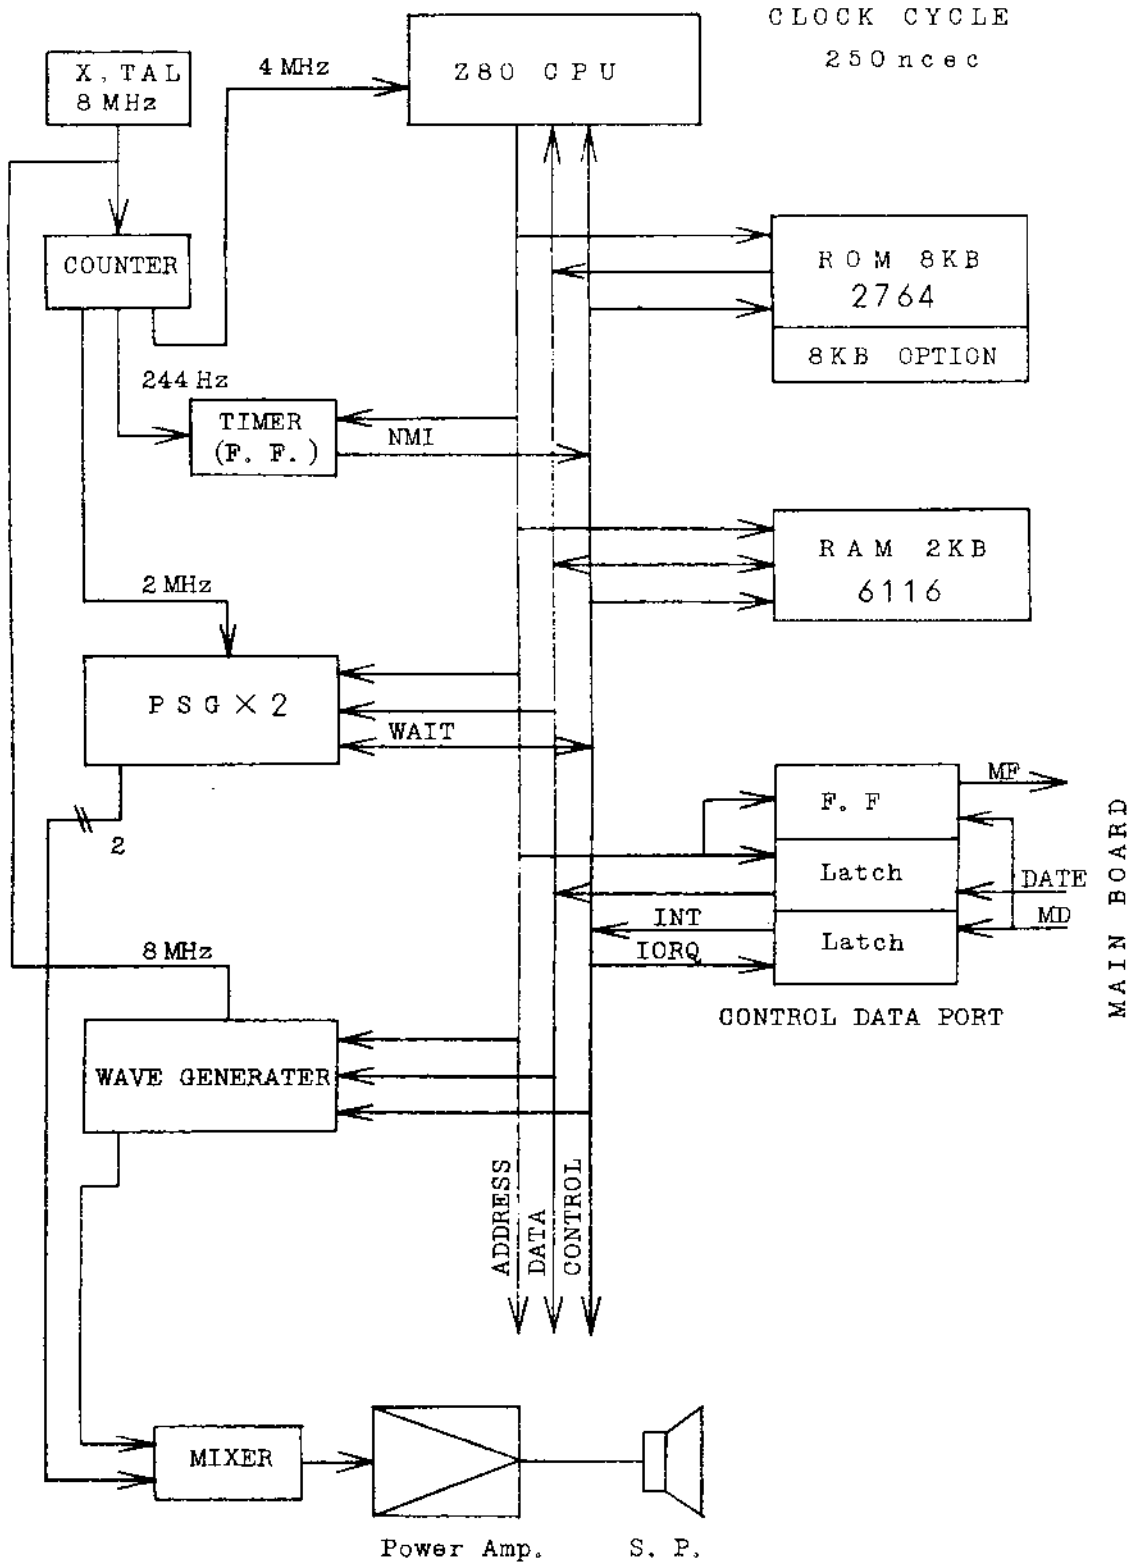 CLOCK CYCLE
250ncec
X,TAL
8MHz
4MHz
Z80 CPU
COUNTER
ROM 8KB
2764
8KB OPTION
244Hz
TIMER
(F. F.)
NMI
RAM 2KB
6116
2MHz
PSG×2
WAIT
2
F. F
MF
Latch
DATE
INT
MD
Latch
IORQ
MAIN BOARD
8MHz
CONTROL DATA PORT
WAVE GENERATER
ADDRESS
DATA
CONTROL
MIXER
Power Amp.
S. P.